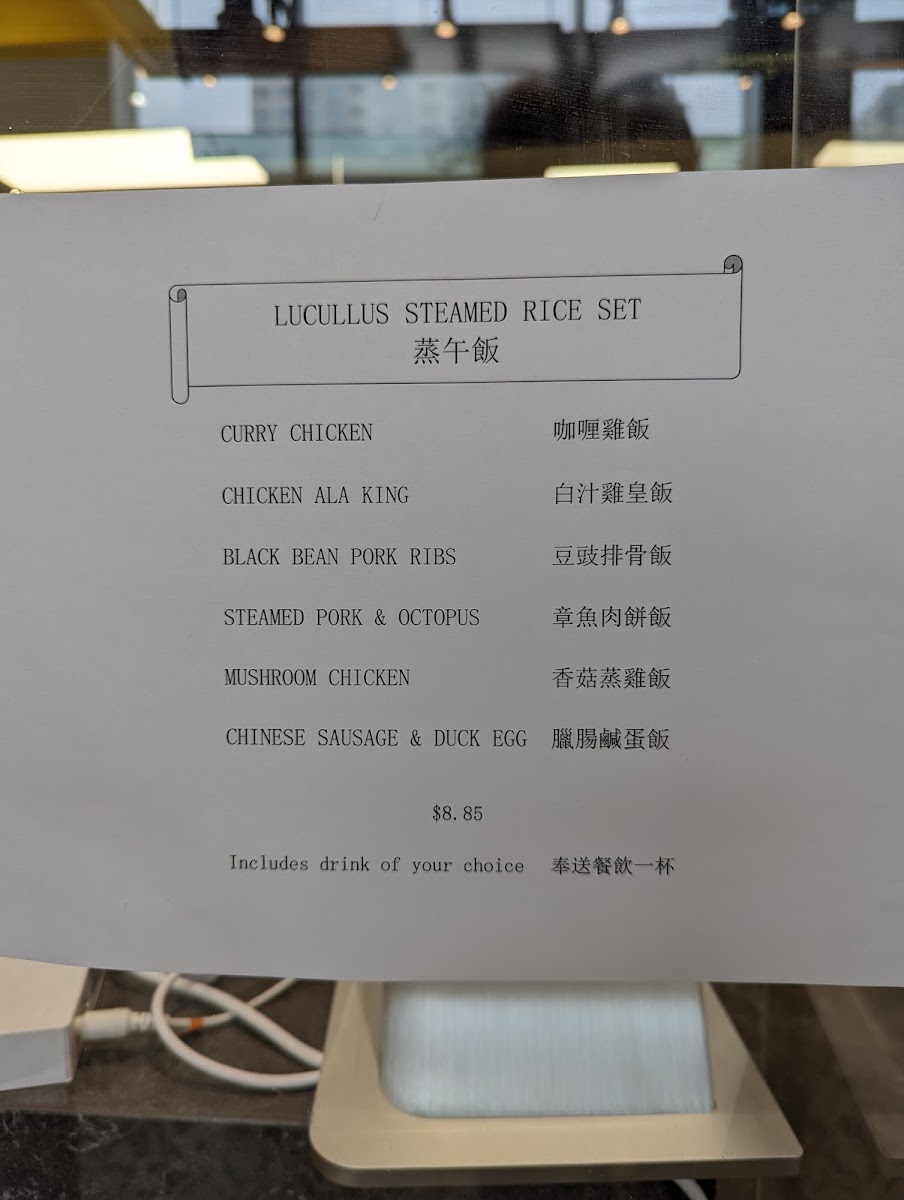 LUCULLUS STEAMED RICE SET
蒸午飯
CURRY CHICKEN 咖喱雞飯
CHICKEN ALA KING 白汁雞皇飯
BLACK BEAN PORK RIBS 豆豉排骨飯
STEAMED PORK & OCTOPUS 章魚肉餅飯
MUSHROOM CHICKEN 香菇蒸雞飯
CHINESE SAUSAGE & DUCK EGG 臘腸鹹蛋飯
$8.85
Includes drink of your choice 奉送餐飲一杯